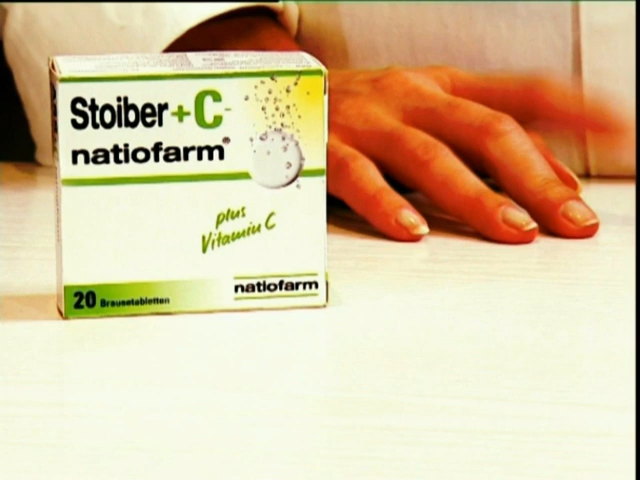 Stoiber+C-
natiofarm®
plus
Vitamin C
20 Brausetabletten
natiofarm